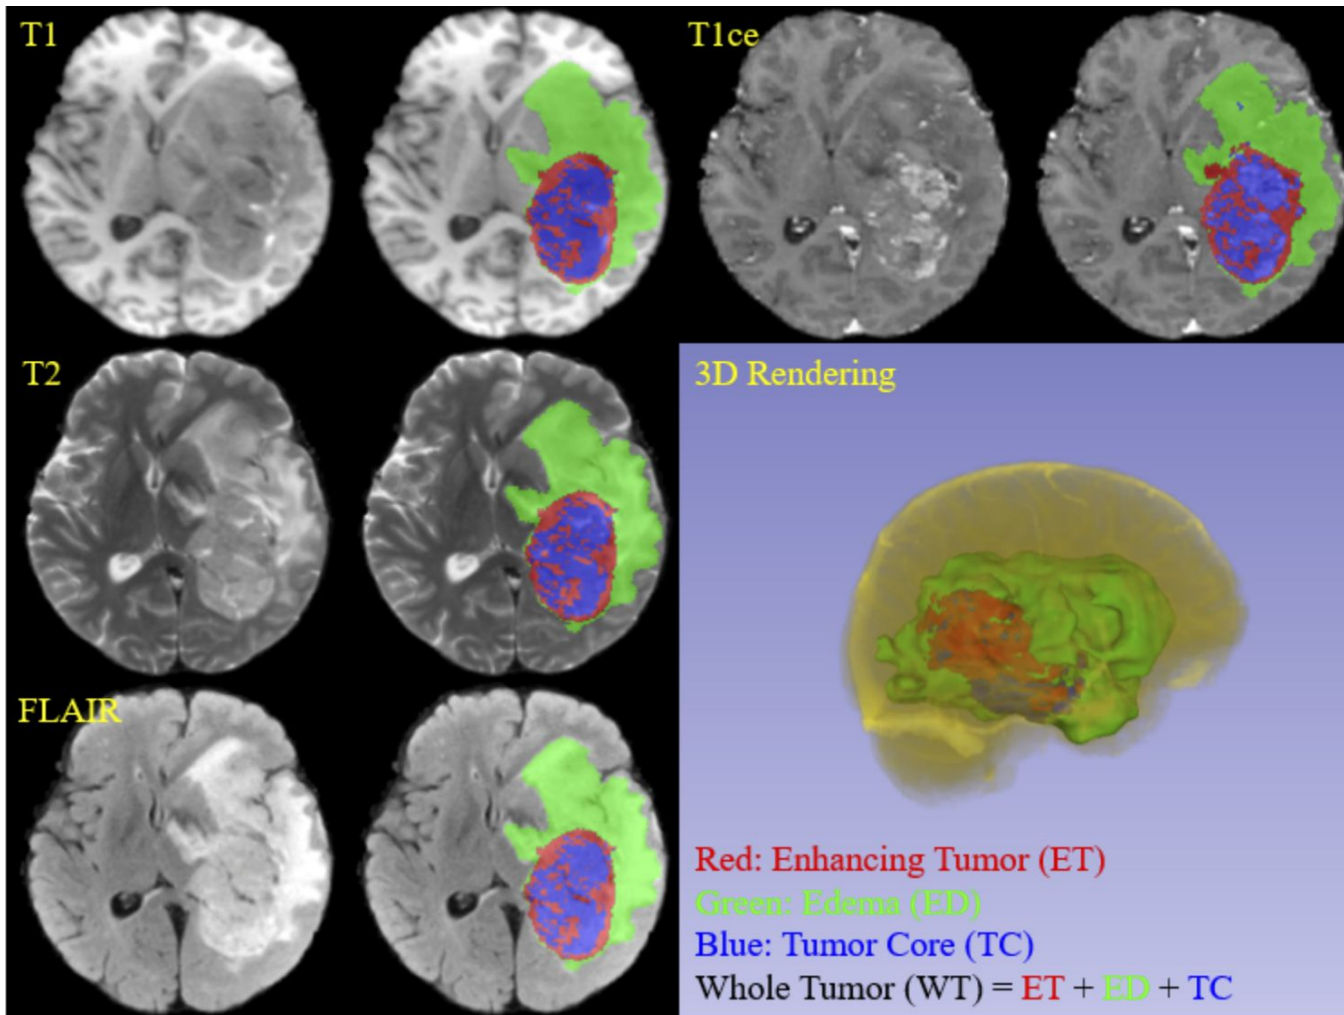 T1
T1ce
T2
3D Rendering
FLAIR
Red: Enhancing Tumor (ET)
Green: Edema (ED)
Blue: Tumor Core (TC)
Whole Tumor (WT) = ET + ED + TC